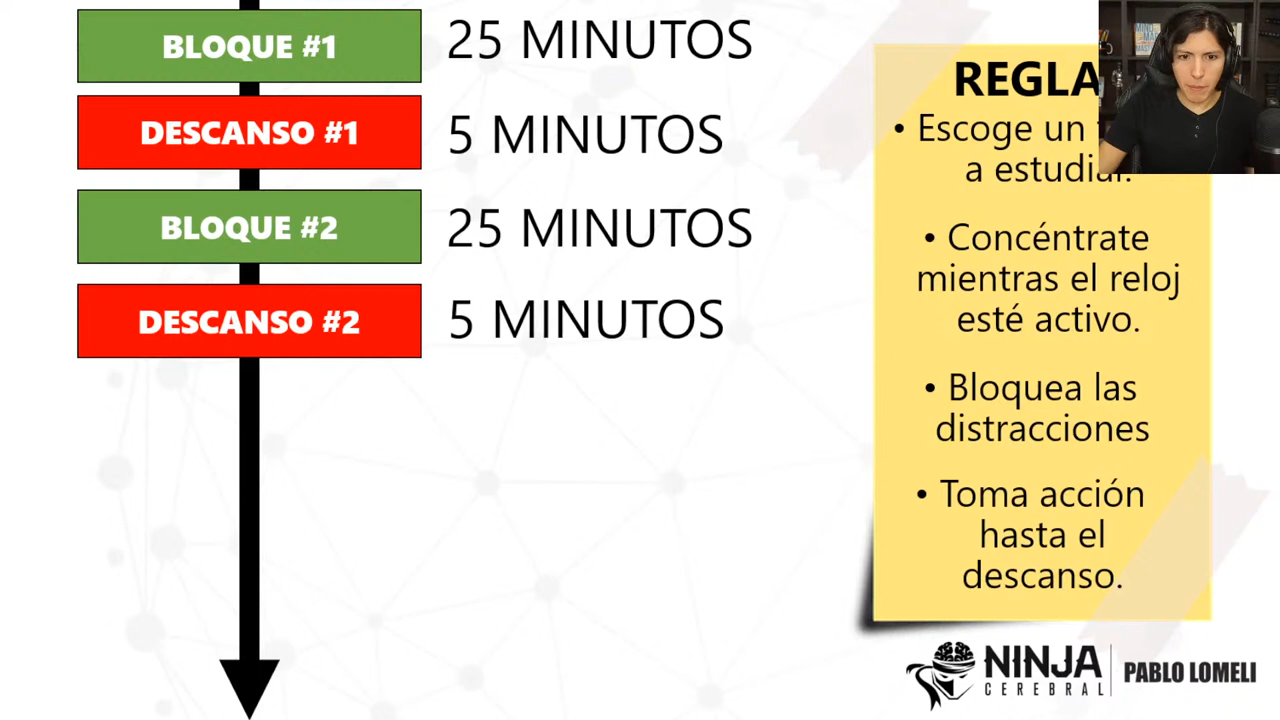 BLOQUE #1
25 MINUTOS
DESCANSO #1
5 MINUTOS
BLOQUE #2
25 MINUTOS
DESCANSO #2
5 MINUTOS
• Escoge un
a estudiar.
• Concéntrate
mientras el reloj
esté activo.
• Bloquea las
distracciones
• Toma acción
hasta el
descanso.
NINJA
CEREBRAL
PABLO LOMELI